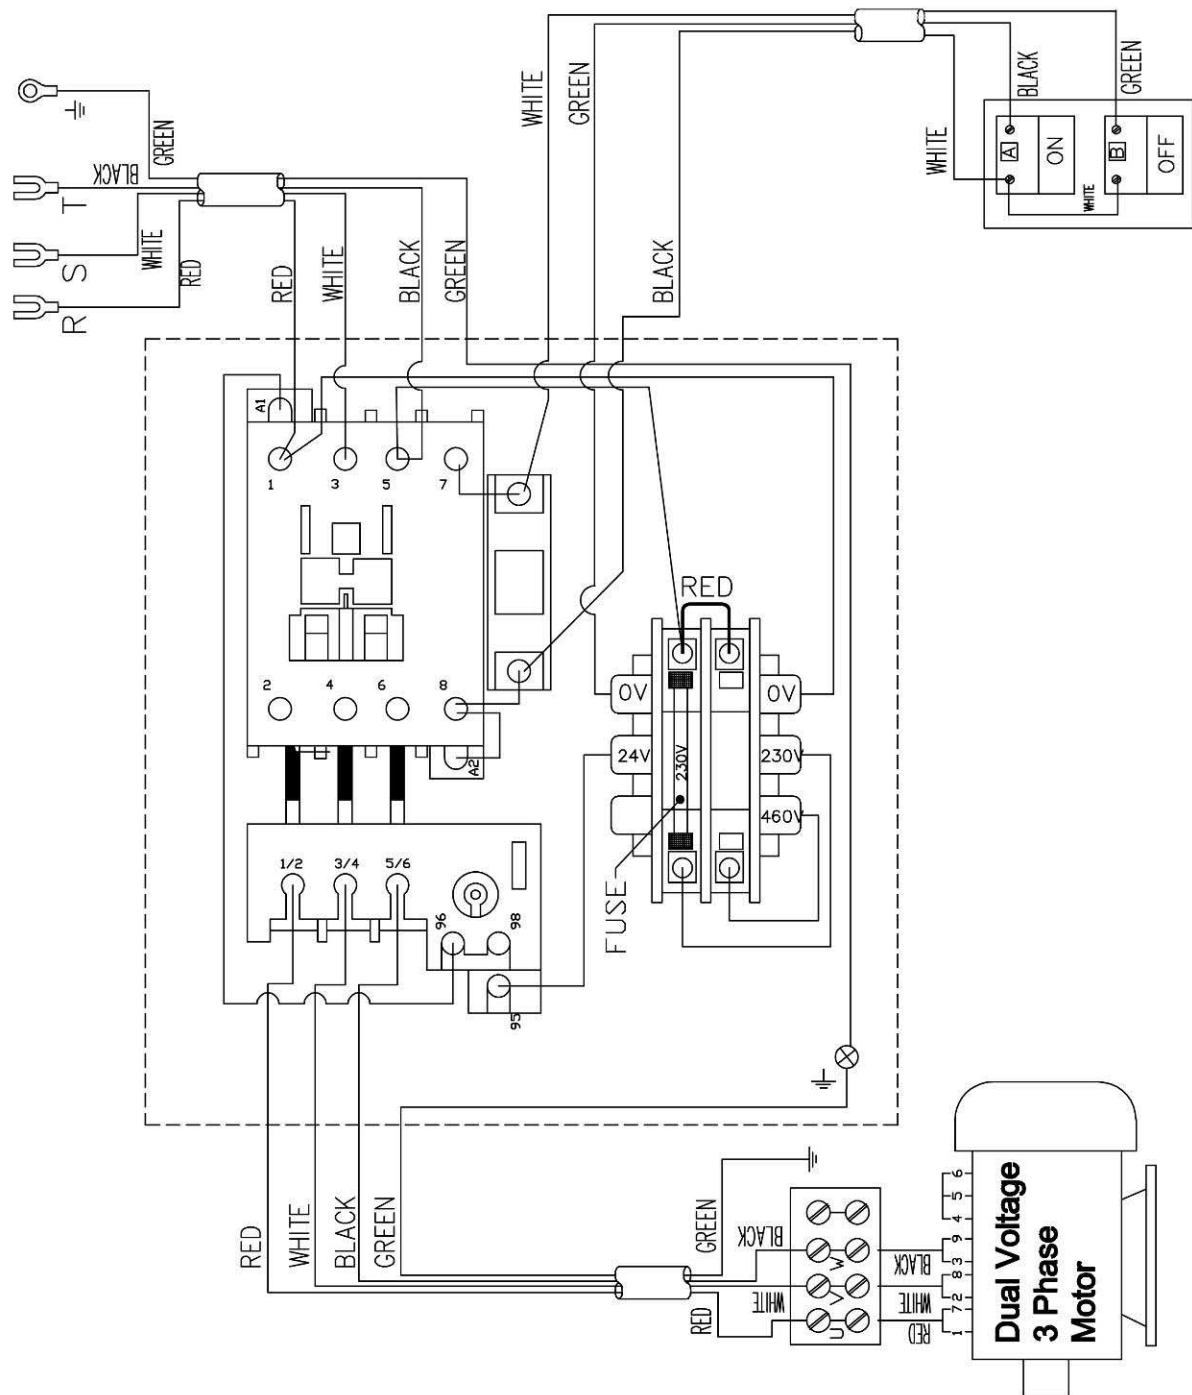 WHITE
GREEN
BLACK
GREEN
WHITE
A
ON
WHITE
B
OFF
GREEN
BLACK
T
WHITE
S
RED
R
RED
WHITE
BLACK
GREEN
BLACK
A1
1
3
5
7
RED
2
4
6
8
0V
0V
24V
230V
230V
460V
A2
1/2
3/4
5/6
FUSE
96
98
95
RED
WHITE
BLACK
GREEN
GREEN
BLACK
BLACK
WHITE
WHITE
RED
RED
W
V
U
6
5
4
9
3
8
2
7
1
Dual Voltage
3 Phase
Motor